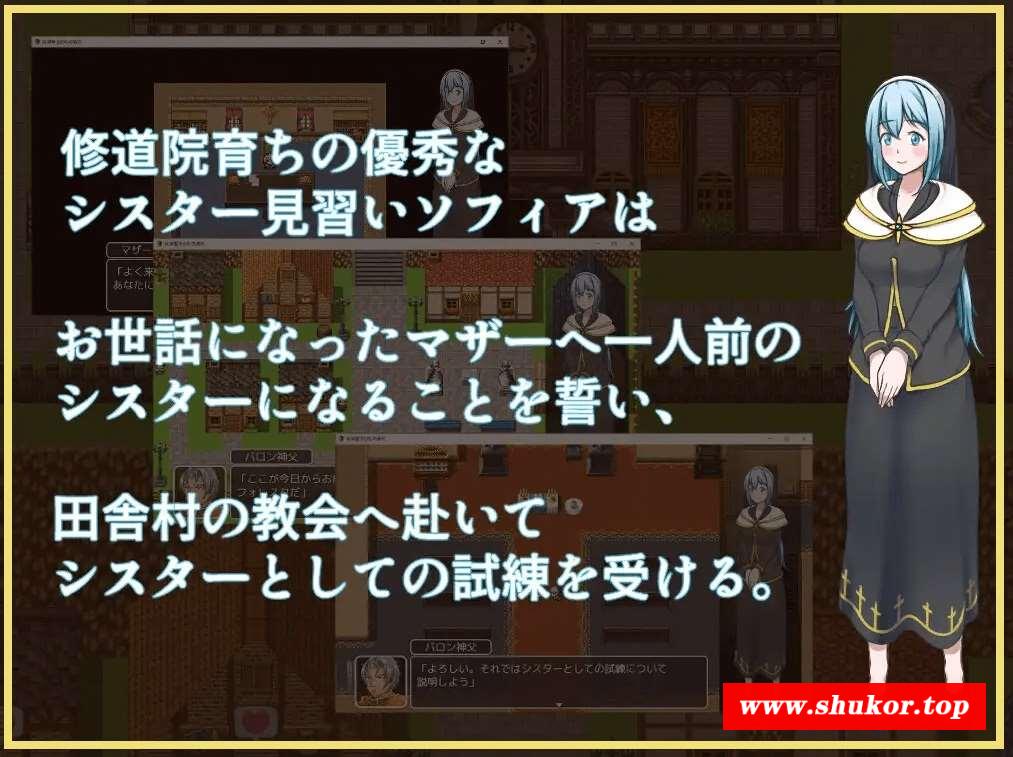 修道院育ちの優秀な
シスター見習いソフィアは
マザー
「よく来
あなたに
お世話になったマザーへ一人前の
シスターになることを誓い、
バロン神父
「ここが今日からお
フォ
だ」
田舎村の教会へ赴いて
シスターとしての試練を受ける。
バロン神父
「よろしい。それではシスターとしての試練について
説明しよう」
www.shukor.top